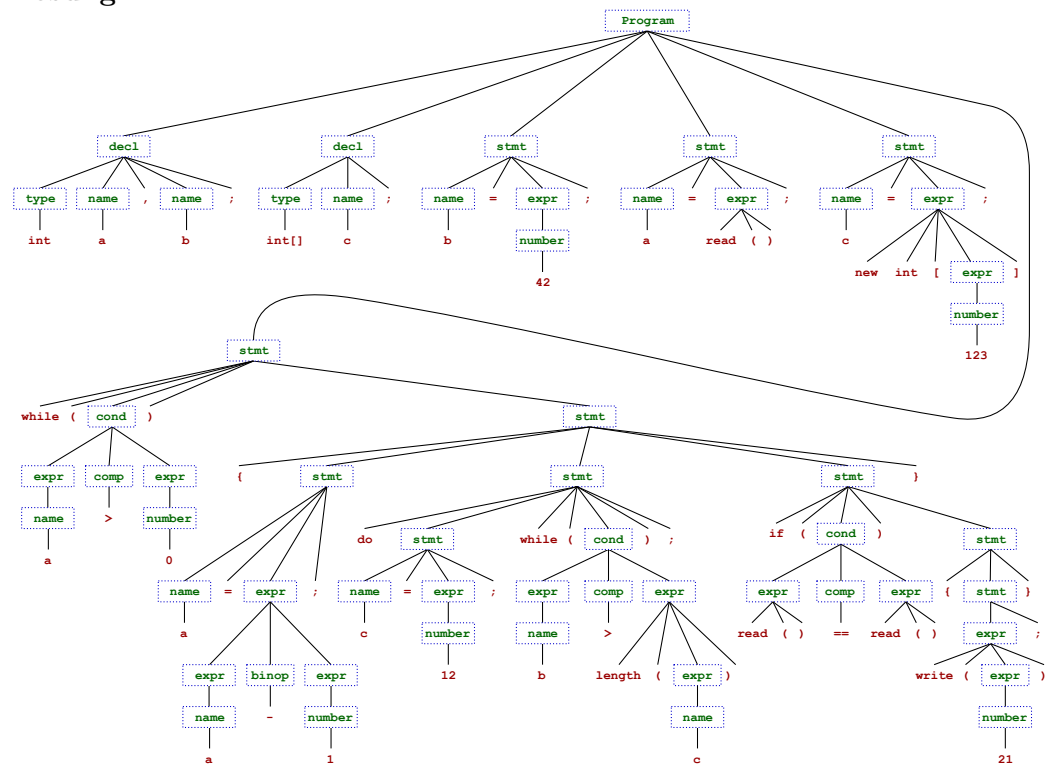 Program
decl decl stmt stmt stmt
type name , name ; type name ; name = expr ; name = expr ; name = expr ;
int a b int[] c b number a read ( ) c
new int [ expr ]
42
number
stmt
123
while ( cond ) stmt
expr comp expr { stmt stmt stmt }
name > number
do stmt while ( cond ) ; if ( cond ) stmt
a 0
name = expr ; name = expr ; expr comp expr expr comp expr { stmt }
a c number name > read ( ) == read ( ) expr ;
expr binop expr 12 b length ( expr ) write ( expr )
name - number name number
a 1 c 21